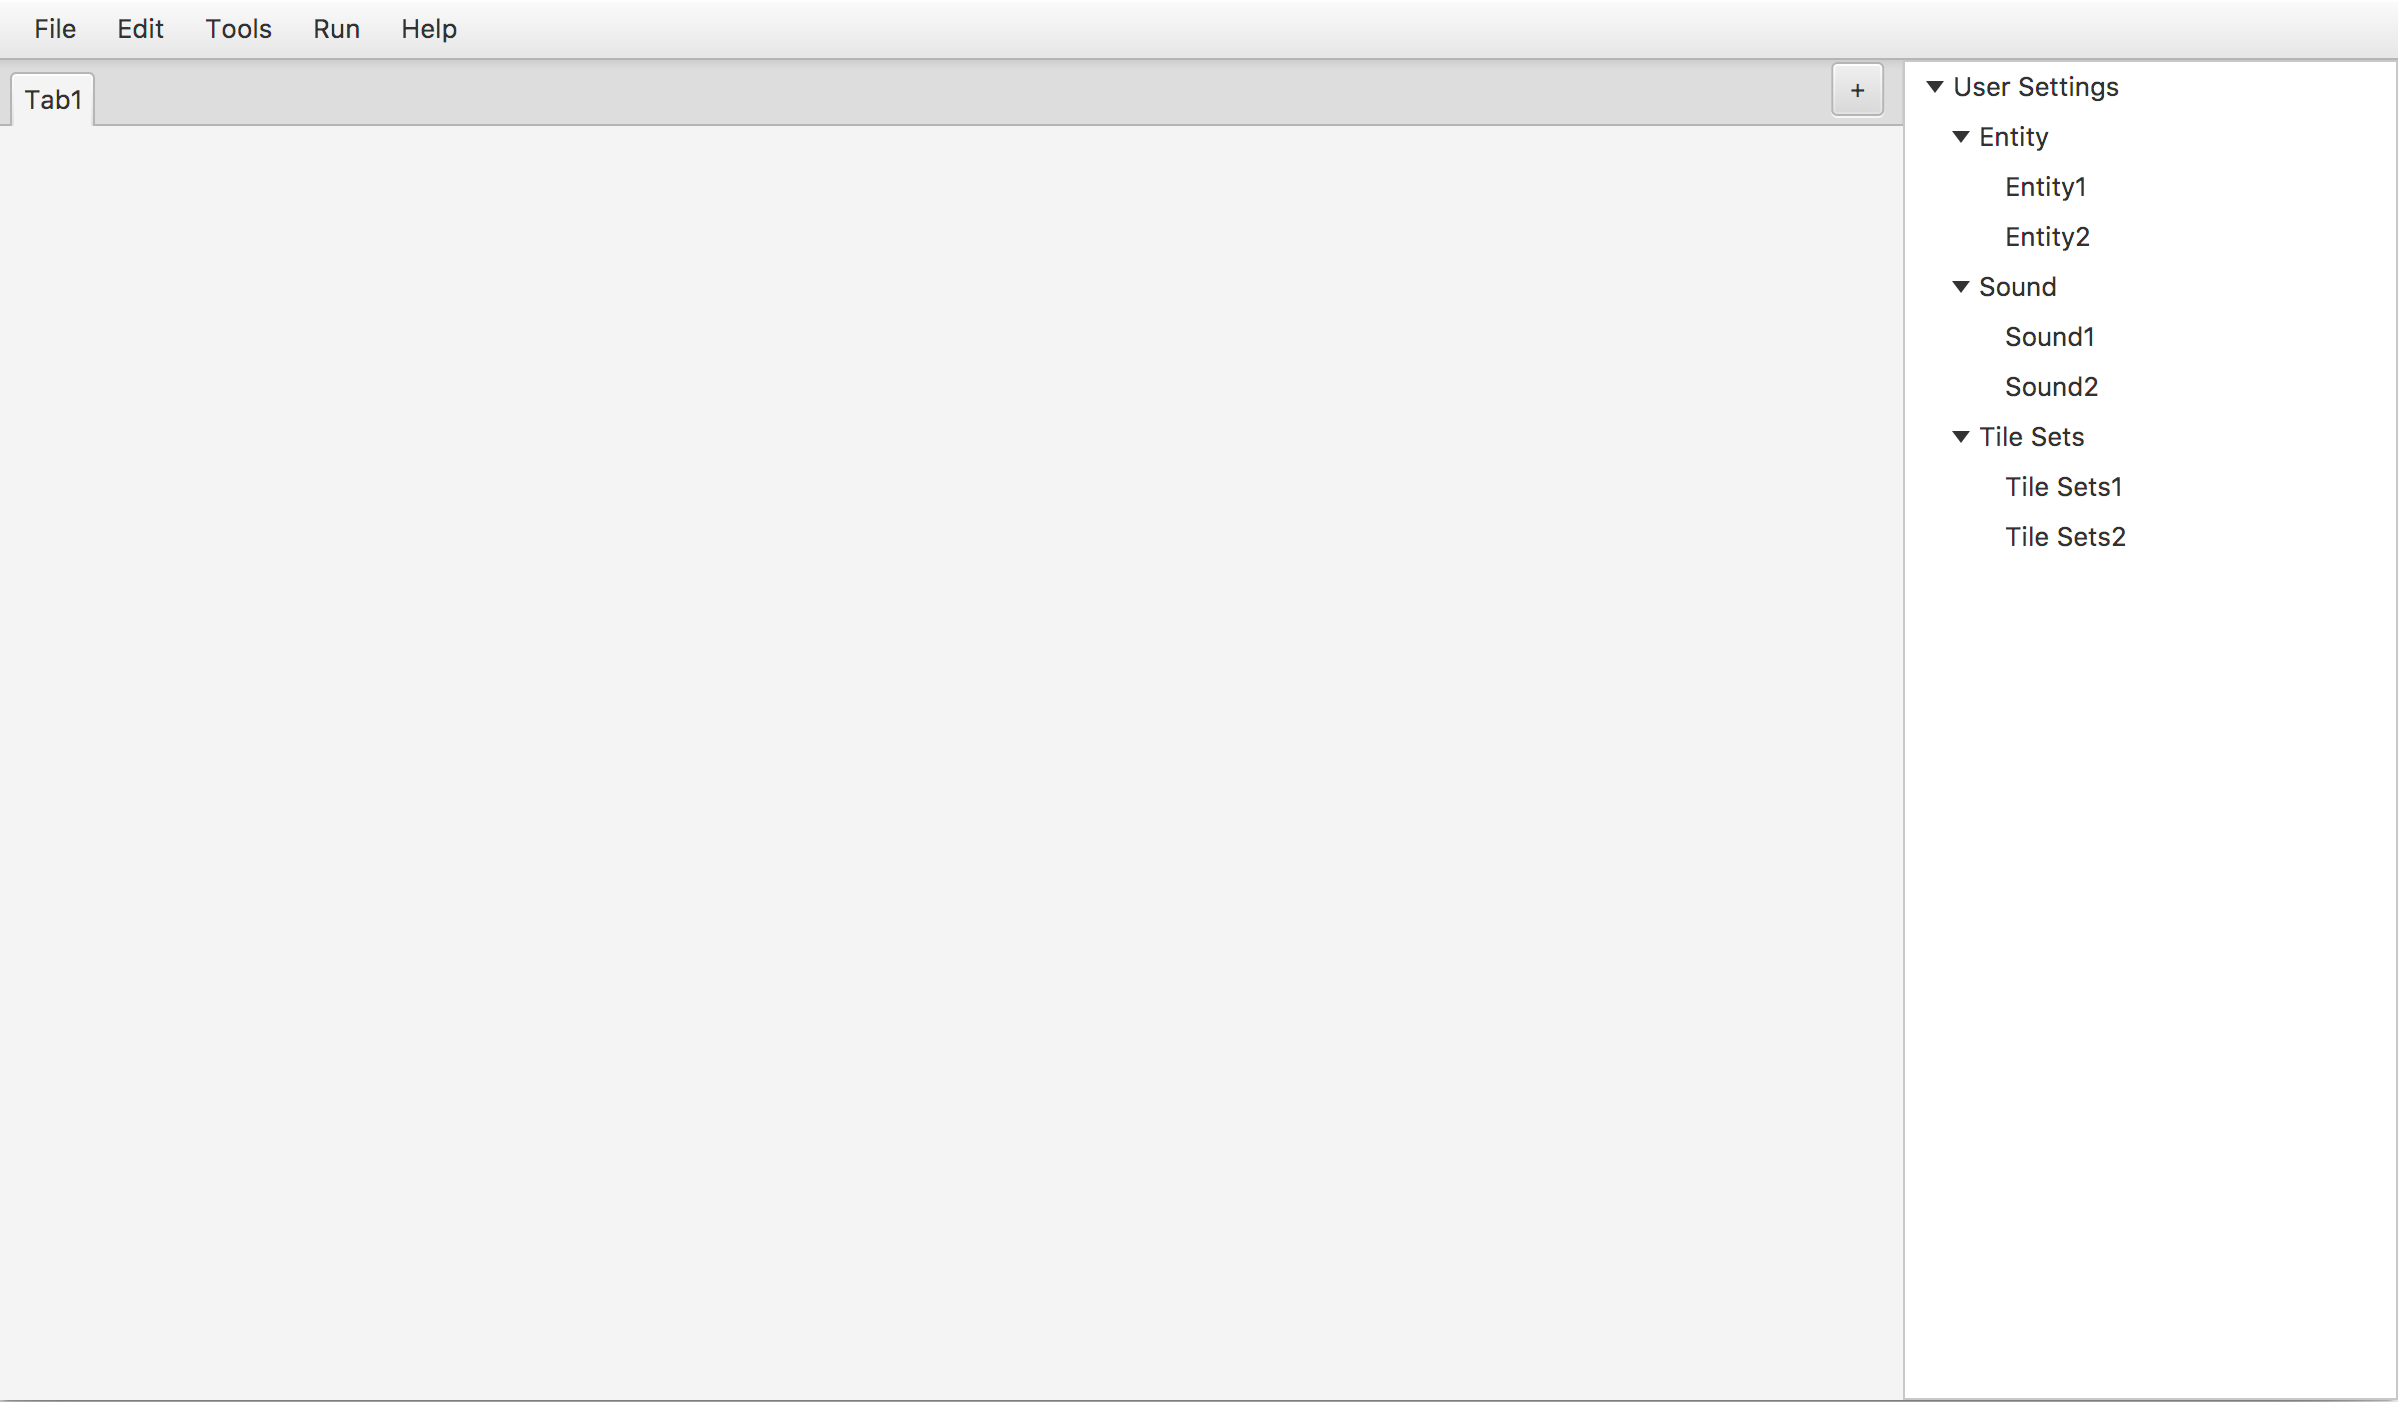 File Edit Tools Run Help
Tab1 +
User Settings
Entity
Entity1
Entity2
Sound
Sound1
Sound2
Tile Sets
Tile Sets1
Tile Sets2